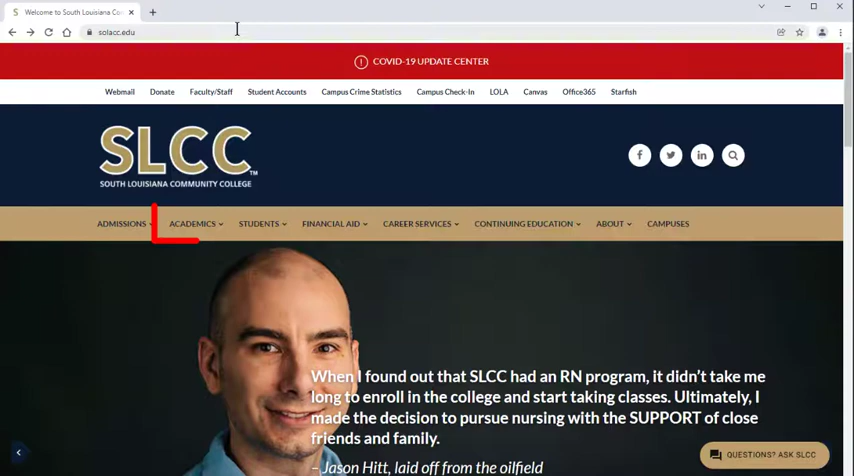 Welcome to South Louisiana Com
solacc.edu
COVID-19 UPDATE CENTER
Webmail Donate Faculty/Staff Student Accounts Campus Crime Statistics Campus Check-In LOLA Canvas Office365 Starfish
SLCC
TM
SOUTH LOUISIANA COMMUNITY COLLEGE
ADMISSIONS ACADEMICS STUDENTS FINANCIAL AID CAREER SERVICES CONTINUING EDUCATION ABOUT CAMPUSES
When I found out that SLCC had an RN program, it didn't take me
long to enroll in the college and start taking classes. Ultimately, I
made the decision to pursue nursing with the SUPPORT of close
friends and family.
– Jason Hitt, laid off from the oilfield
QUESTIONS? ASK SLCC